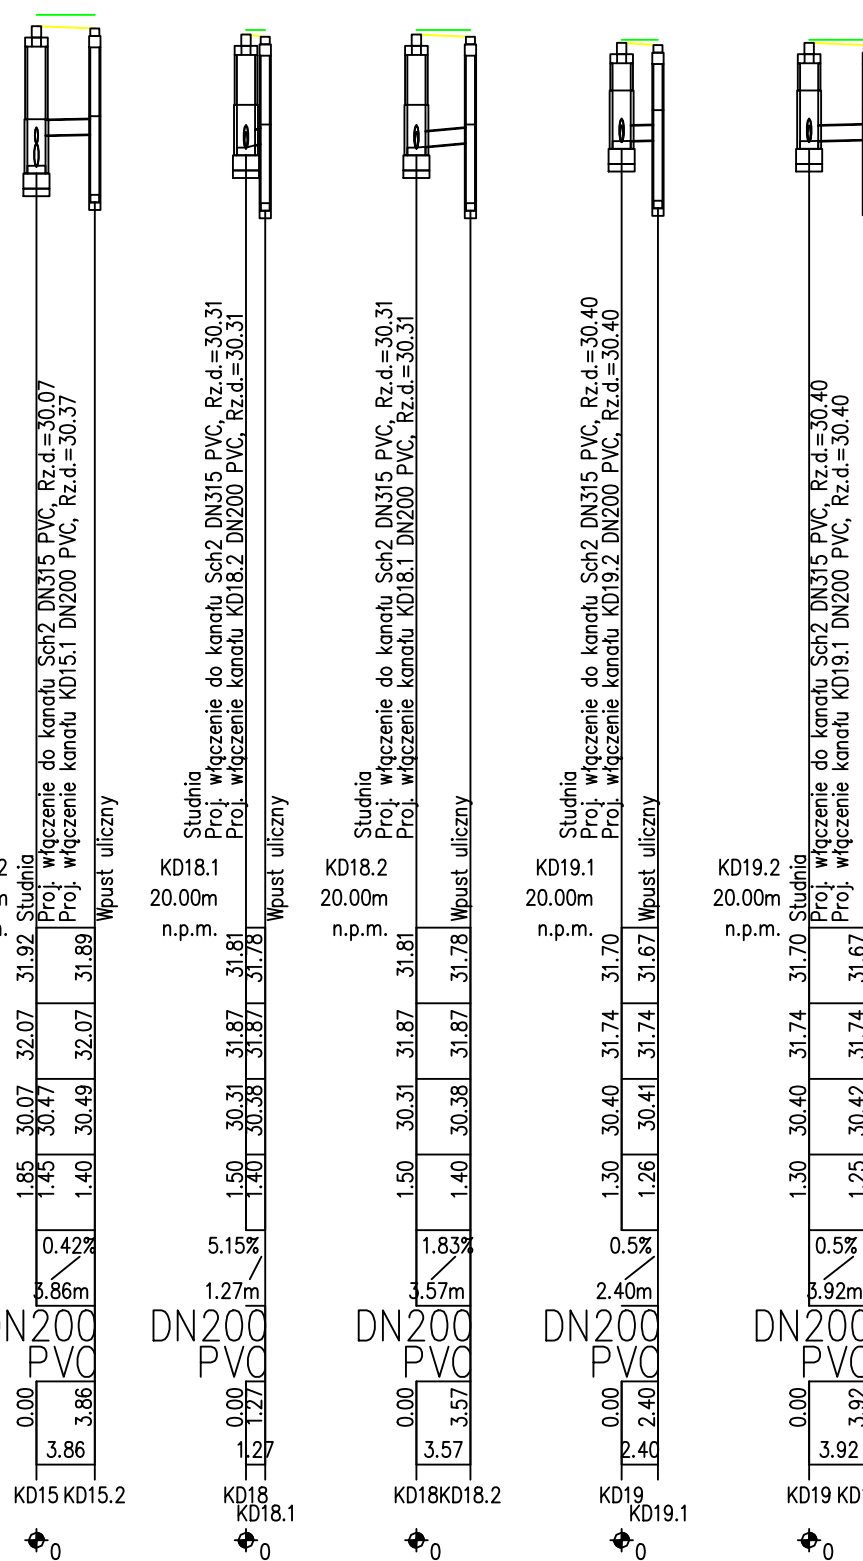 Studnia
Proj. włączenie do kanału Sch2 DN315 PVC, Rz.d.=30.07
Proj. włączenie kanału KD15.1 DN200 PVC, Rz.d.=30.37
Wpust uliczny
31.92 31.89
32.07 32.07
30.07 30.47 30.49
1.85 1.45 1.40
0.42%
3.86m
DN200
PVC
0.00 3.86
3.86
KD15 KD15.2
0
Studnia
Proj. włączenie do kanału Sch2 DN315 PVC, Rz.d.=30.31
Proj. włączenie kanału KD18.2 DN200 PVC, Rz.d.=30.31
Wpust uliczny
KD18.1
20.00m
n.p.m.
31.81 31.78
31.87 31.87
30.31 30.38
1.50 1.40
5.15%
1.27m
DN200
PVC
0.00 1.27
1.27
KD18
KD18.1
0
Studnia
Proj. włączenie do kanału Sch2 DN315 PVC, Rz.d.=30.31
Proj. włączenie kanału KD18.1 DN200 PVC, Rz.d.=30.31
Wpust uliczny
KD18.2
20.00m
n.p.m.
31.81 31.78
31.87 31.87
30.31 30.38
1.50 1.40
1.83%
3.57m
DN200
PVC
0.00 3.57
3.57
KD18 KD18.2
0
Studnia
Proj. włączenie do kanału Sch2 DN315 PVC, Rz.d.=30.40
Proj. włączenie kanału KD19.2 DN200 PVC, Rz.d.=30.40
Wpust uliczny
KD19.1
20.00m
n.p.m.
31.70 31.67
31.74 31.74
30.40 30.41
1.30 1.26
0.5%
2.40m
DN200
PVC
0.00 2.40
2.40
KD19
KD19.1
0
Studnia
Proj. włączenie do kanału Sch2 DN315 PVC, Rz.d.=30.40
Proj. włączenie kanału KD19.1 DN200 PVC, Rz.d.=30.40
KD19.2
20.00m
n.p.m.
31.70 31.67
31.74 31.74
30.40 30.42
1.30 1.25
0.5%
3.92m
DN200
PVC
0.00 3.92
3.92
KD19
0